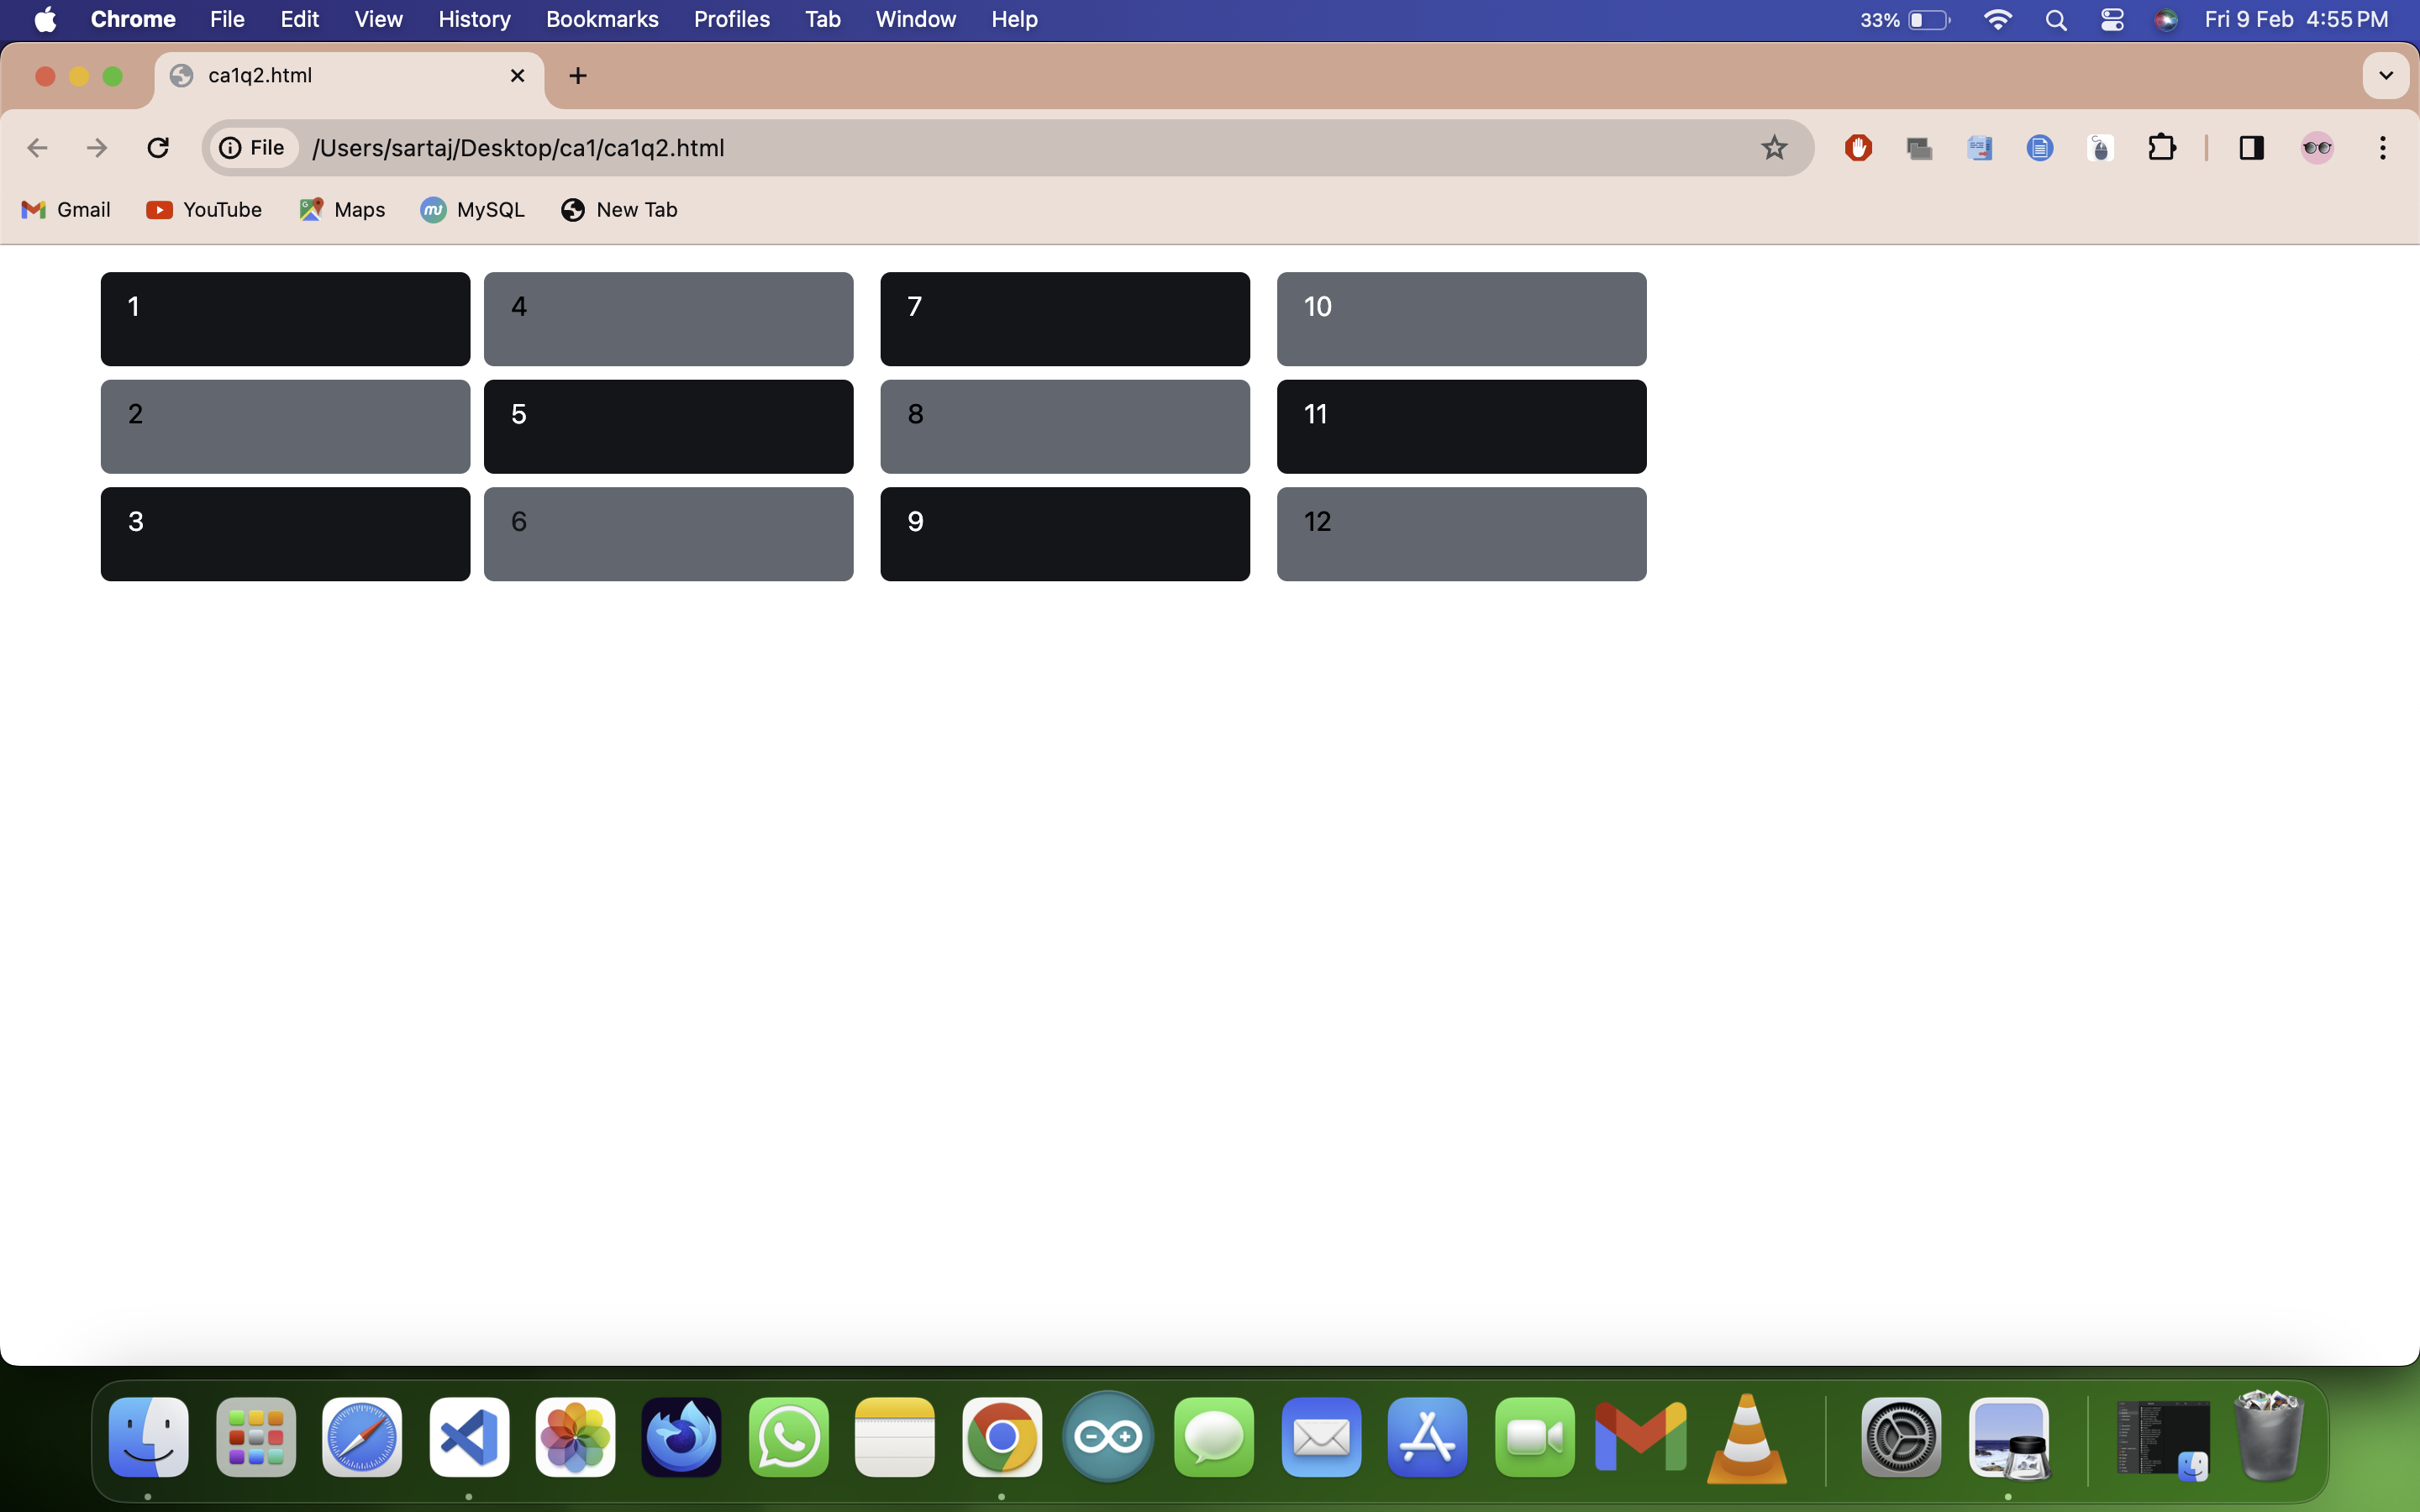 Chrome File Edit View History Bookmarks Profiles Tab Window Help 33% Fri 9 Feb 4:55 PM
ca1q2.html
File /Users/sartaj/Desktop/ca1/ca1q2.html
Gmail YouTube Maps MySQL New Tab
1 4 7 10
2 5 8 11
3 6 9 12